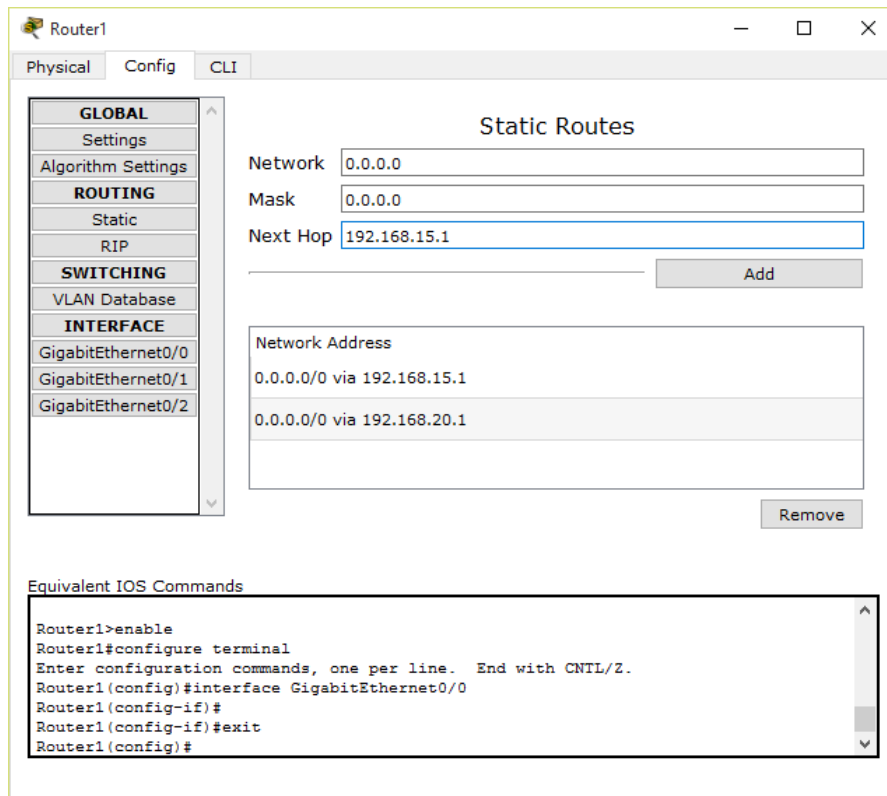 Router1
Physical Config CLI
GLOBAL
Settings
Algorithm Settings
ROUTING
Static
RIP
SWITCHING
VLAN Database
INTERFACE
GigabitEthernet0/0
GigabitEthernet0/1
GigabitEthernet0/2
Static Routes
Network 0.0.0.0
Mask 0.0.0.0
Next Hop 192.168.15.1
Add
Network Address
0.0.0.0/0 via 192.168.15.1
0.0.0.0/0 via 192.168.20.1
Remove
Equivalent IOS Commands
Router1>enable
Router1#configure terminal
Enter configuration commands, one per line.  End with CNTL/Z.
Router1(config)#interface GigabitEthernet0/0
Router1(config-if)#
Router1(config-if)#exit
Router1(config)#